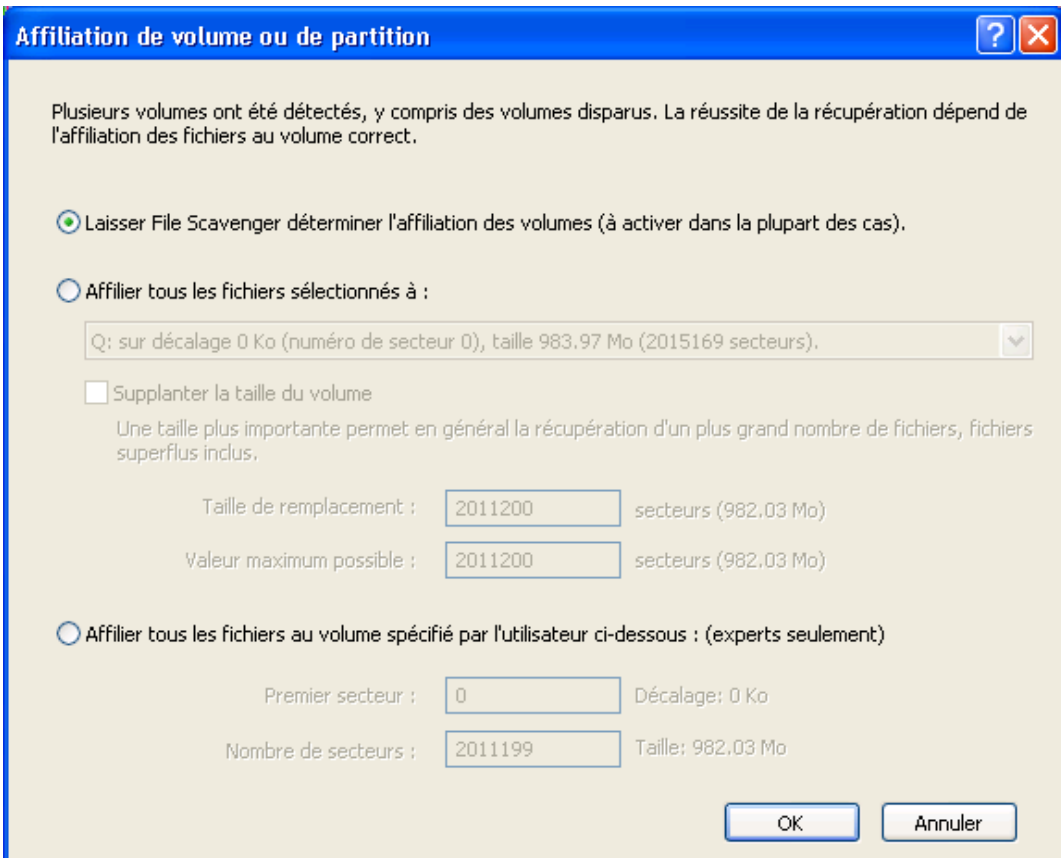 Affiliation de volume ou de partition
Plusieurs volumes ont été détectés, y compris des volumes disparus. La réussite de la récupération dépend de
l'affiliation des fichiers au volume correct.
Laisser File Scavenger déterminer l'affiliation des volumes (à activer dans la plupart des cas).
Affilier tous les fichiers sélectionnés à :
Q: sur décalage 0 Ko (numéro de secteur 0), taille 983.97 Mo (2015169 secteurs).
Supplanter la taille du volume
Une taille plus importante permet en général la récupération d'un plus grand nombre de fichiers, fichiers
superflus inclus.
Taille de remplacement : 2011200 secteurs (982.03 Mo)
Valeur maximum possible : 2011200 secteurs (982.03 Mo)
Affilier tous les fichiers au volume spécifié par l'utilisateur ci-dessous : (experts seulement)
Premier secteur : 0 Décalage: 0 Ko
Nombre de secteurs : 2011199 Taille: 982.03 Mo
OK Annuler